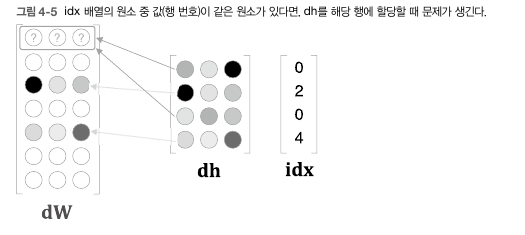 그림 4-5 idx 배열의 원소 중 값(행 번호)이 같은 원소가 있다면, dh를 해당 행에 할당할 때 문제가 생긴다.
? ? ?
0
2
0
4
dh
idx
dW